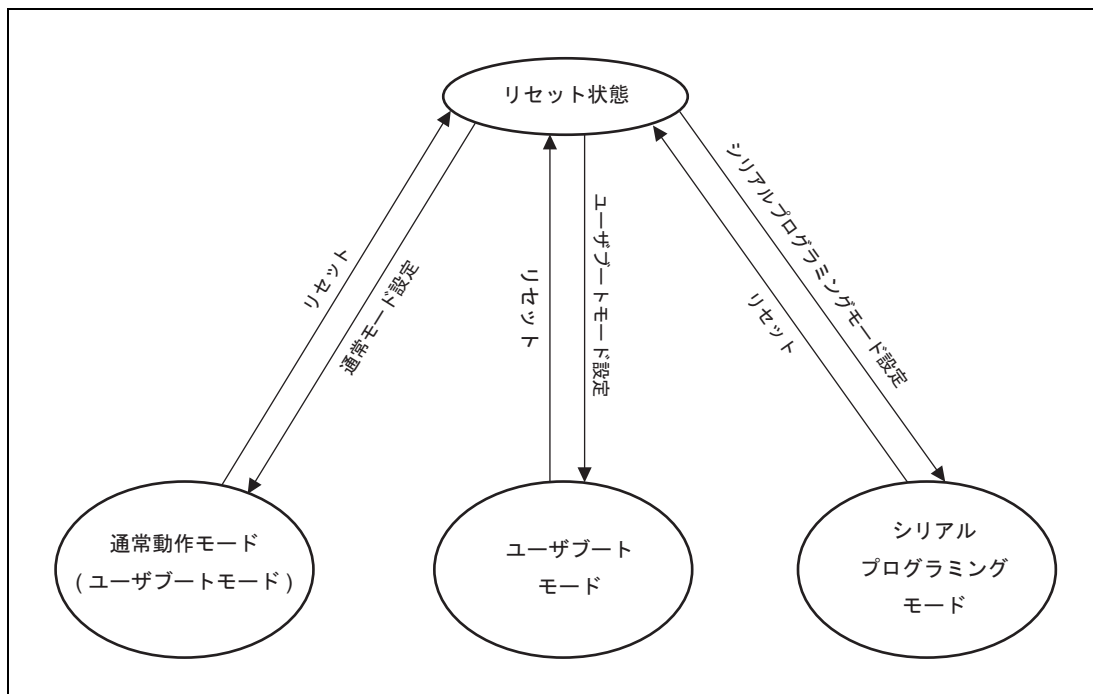 リセット状態
リセット
通常モード設定
リセット
ユーザブートモード設定
シリアルプログラミングモード設定
リセット
通常動作モード
( ユーザブートモード )
ユーザブート
モード
シリアル
プログラミング
モード